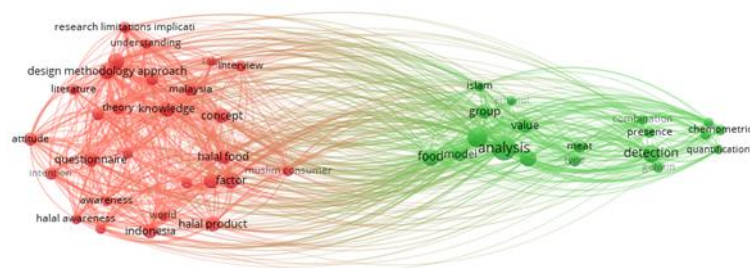 research limitations implicati
understanding
design methodology approach
interview
literature
malaysia
theory
knowledge
concept
attitude
questionnaire
halal food
intention
factor
muslim consumer
awareness
world
halal awareness
indonesia
halal product
islam
group
value
combination
presence
chemometric
food
model
analysis
meat
detection
quantification